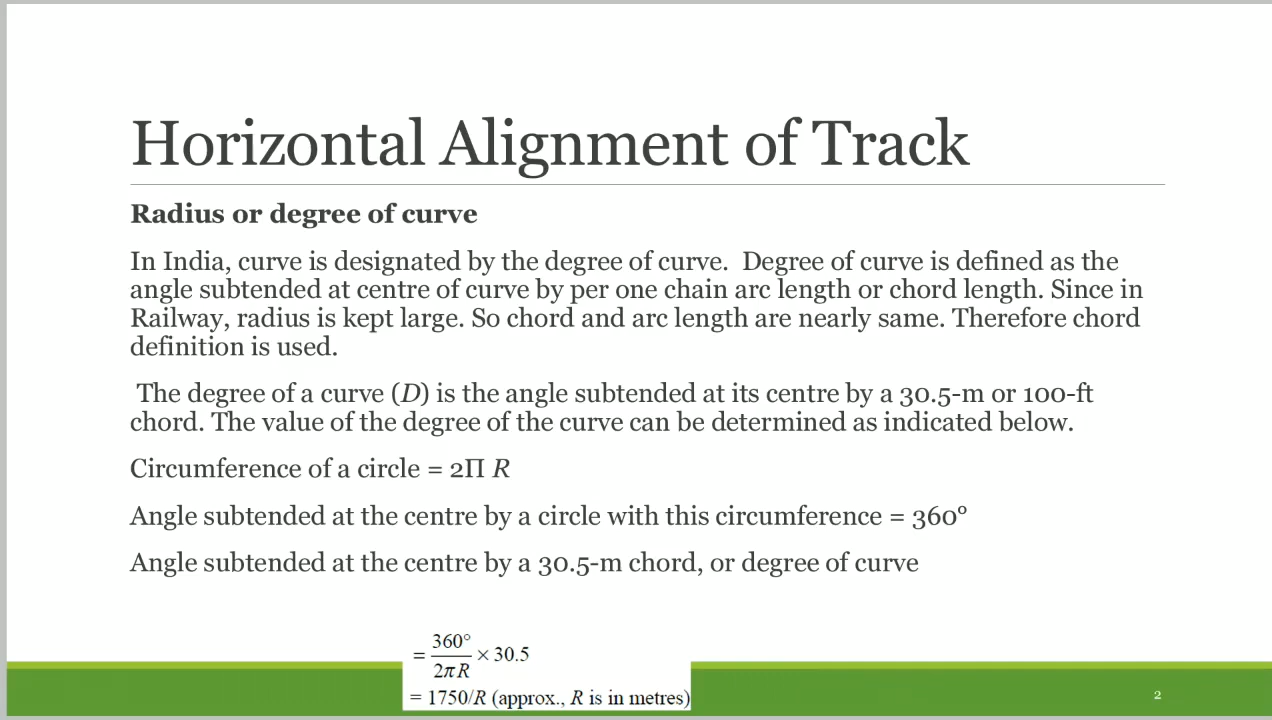 Horizontal Alignment of Track
Radius or degree of curve
In India, curve is designated by the degree of curve.  Degree of curve is defined as the
angle subtended at centre of curve by per one chain arc length or chord length. Since in
Railway, radius is kept large. So chord and arc length are nearly same. Therefore chord
definition is used.
The degree of a curve (D) is the angle subtended at its centre by a 30.5-m or 100-ft
chord. The value of the degree of the curve can be determined as indicated below.
Circumference of a circle = 2Π R
Angle subtended at the centre by a circle with this circumference = 360°
Angle subtended at the centre by a 30.5-m chord, or degree of curve
= 360°/2πR × 30.5
= 1750/R (approx., R is in metres)
2